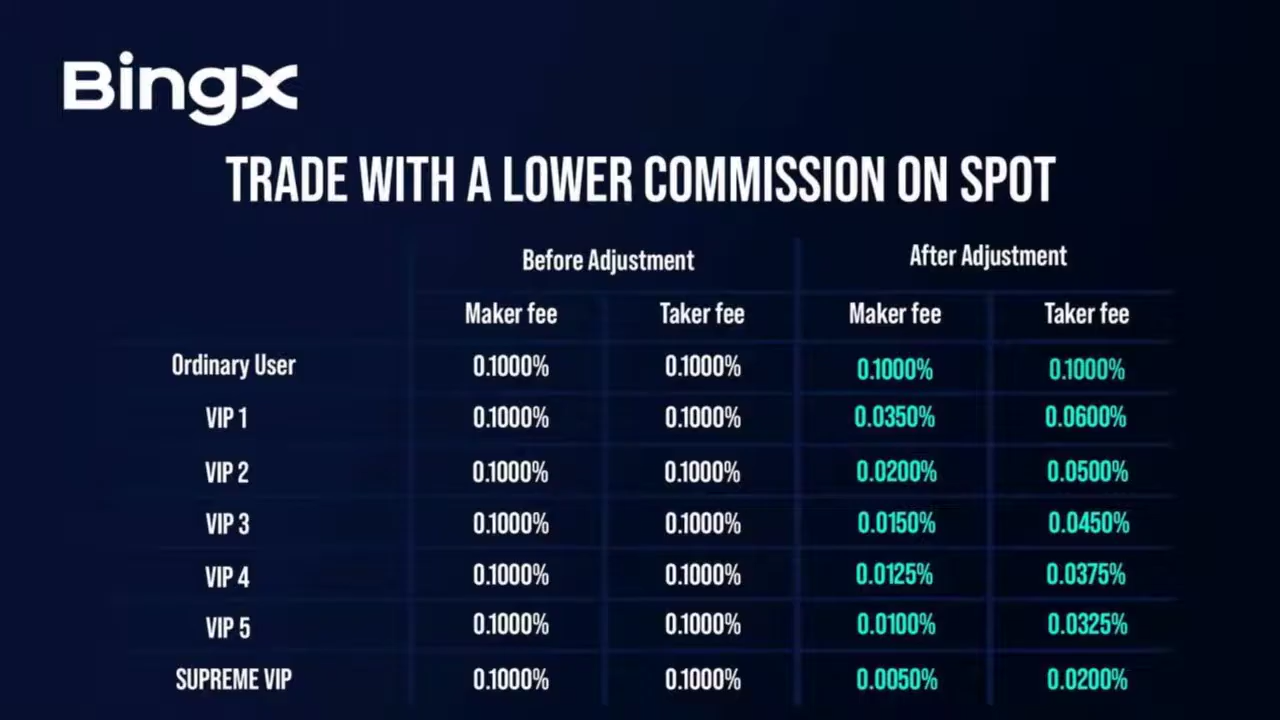 BingX
TRADE WITH A LOWER COMMISSION ON SPOT
Before Adjustment After Adjustment
Maker fee Taker fee Maker fee Taker fee
Ordinary User 0.1000% 0.1000% 0.1000% 0.1000%
VIP 1 0.1000% 0.1000% 0.0350% 0.0600%
VIP 2 0.1000% 0.1000% 0.0200% 0.0500%
VIP 3 0.1000% 0.1000% 0.0150% 0.0450%
VIP 4 0.1000% 0.1000% 0.0125% 0.0375%
VIP 5 0.1000% 0.1000% 0.0100% 0.0325%
SUPREME VIP 0.1000% 0.1000% 0.0050% 0.0200%